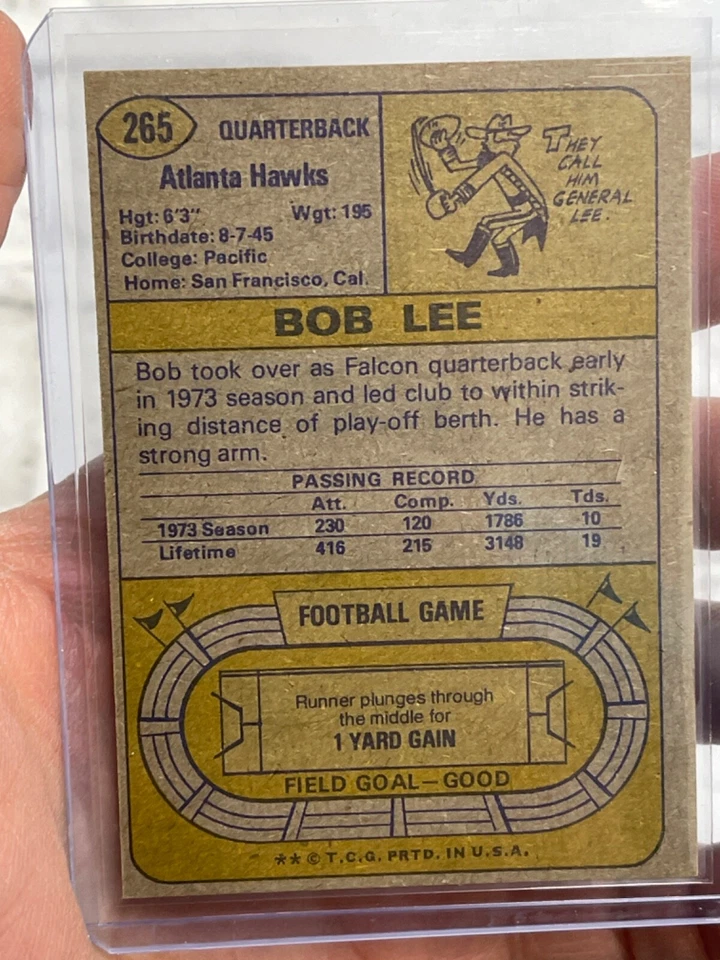 265
QUARTERBACK
Atlanta Hawks
Hgt: 6'3" Wgt: 195
Birthdate: 8-7-45
College: Pacific
Home: San Francisco, Cal.
THEY
CALL
HIM
GENERAL
LEE.
BOB LEE
Bob took over as Falcon quarterback early
in 1973 season and led club to within strik-
ing distance of play-off berth. He has a
strong arm.
PASSING RECORD
Att. Comp. Yds. Tds.
1973 Season 230 120 1786 10
Lifetime 416 215 3148 19
FOOTBALL GAME
Runner plunges through
the middle for
1 YARD GAIN
FIELD GOAL—GOOD
** © T.C.G. PRTD. IN U.S.A.